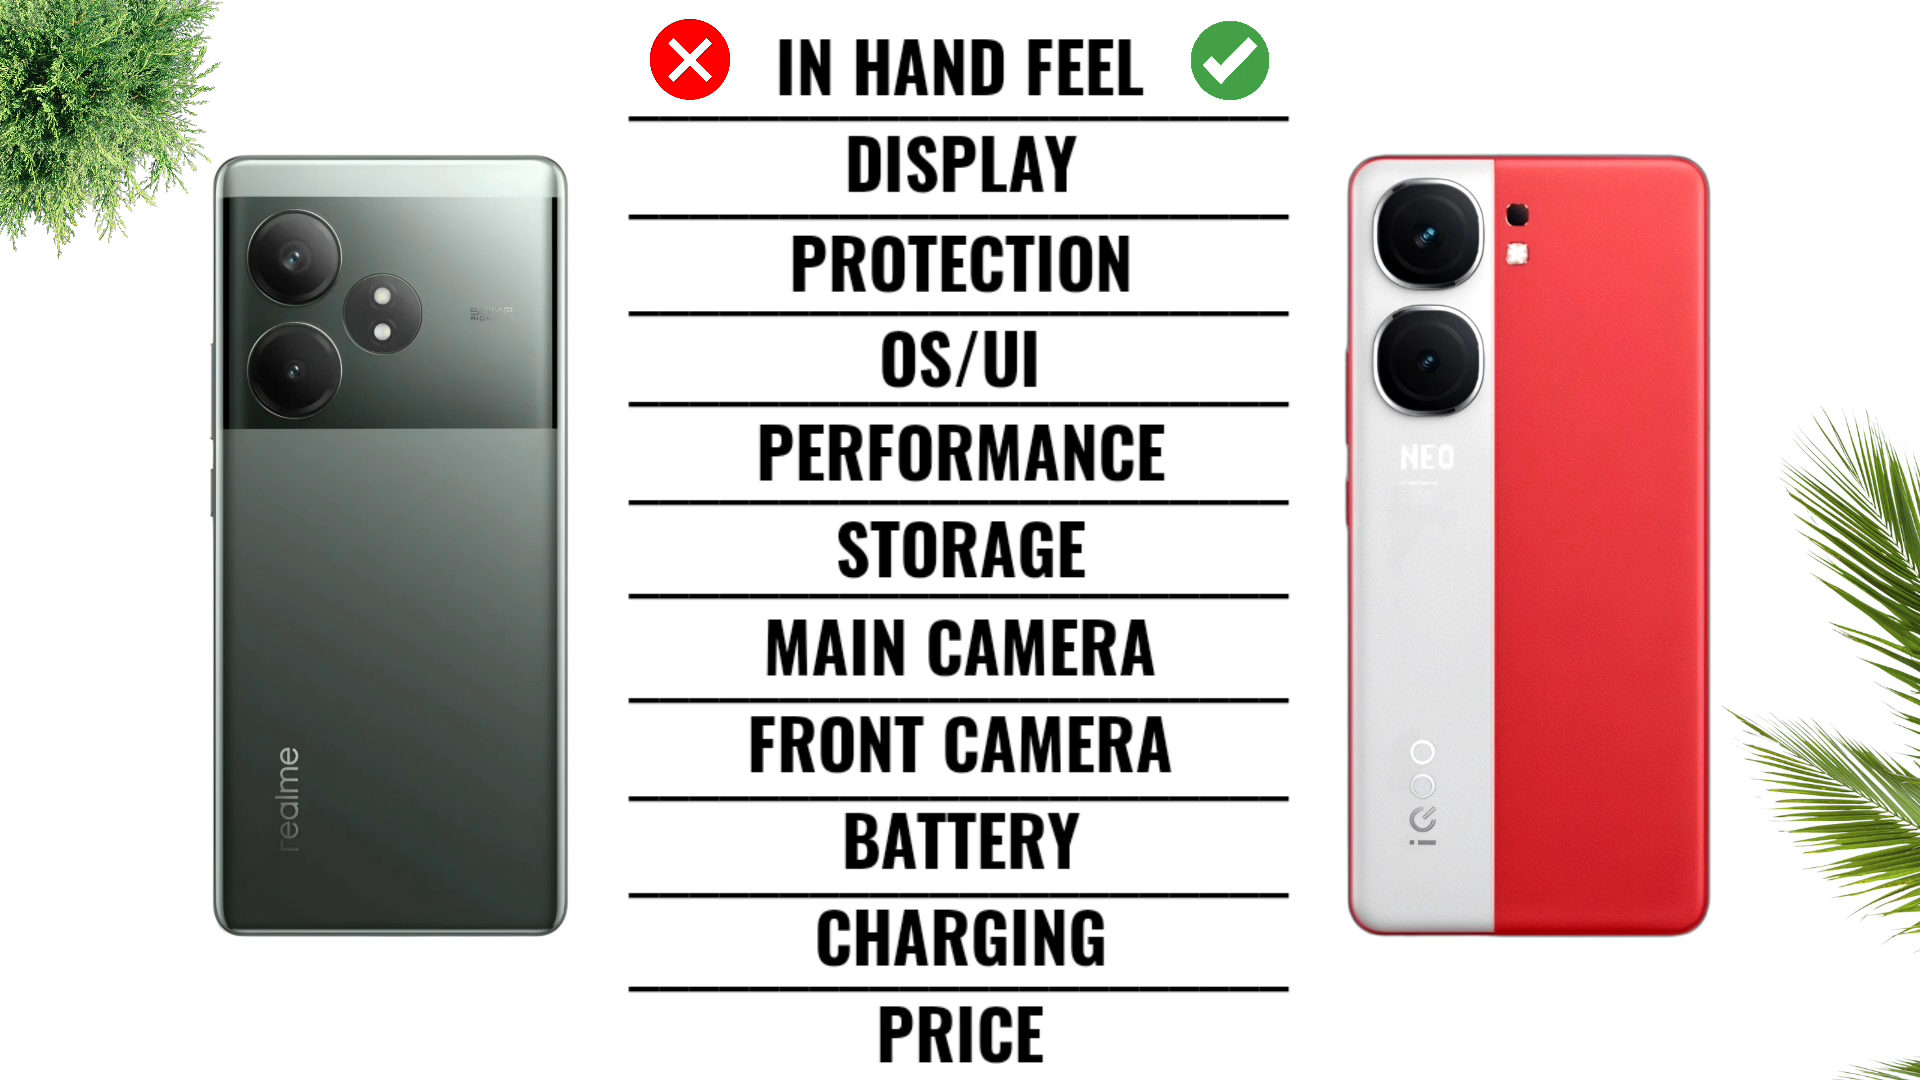 IN HAND FEEL
DISPLAY
PROTECTION
OS/UI
PERFORMANCE
STORAGE
MAIN CAMERA
FRONT CAMERA
BATTERY
CHARGING
PRICE
50MP
realme
NEO
iQOO